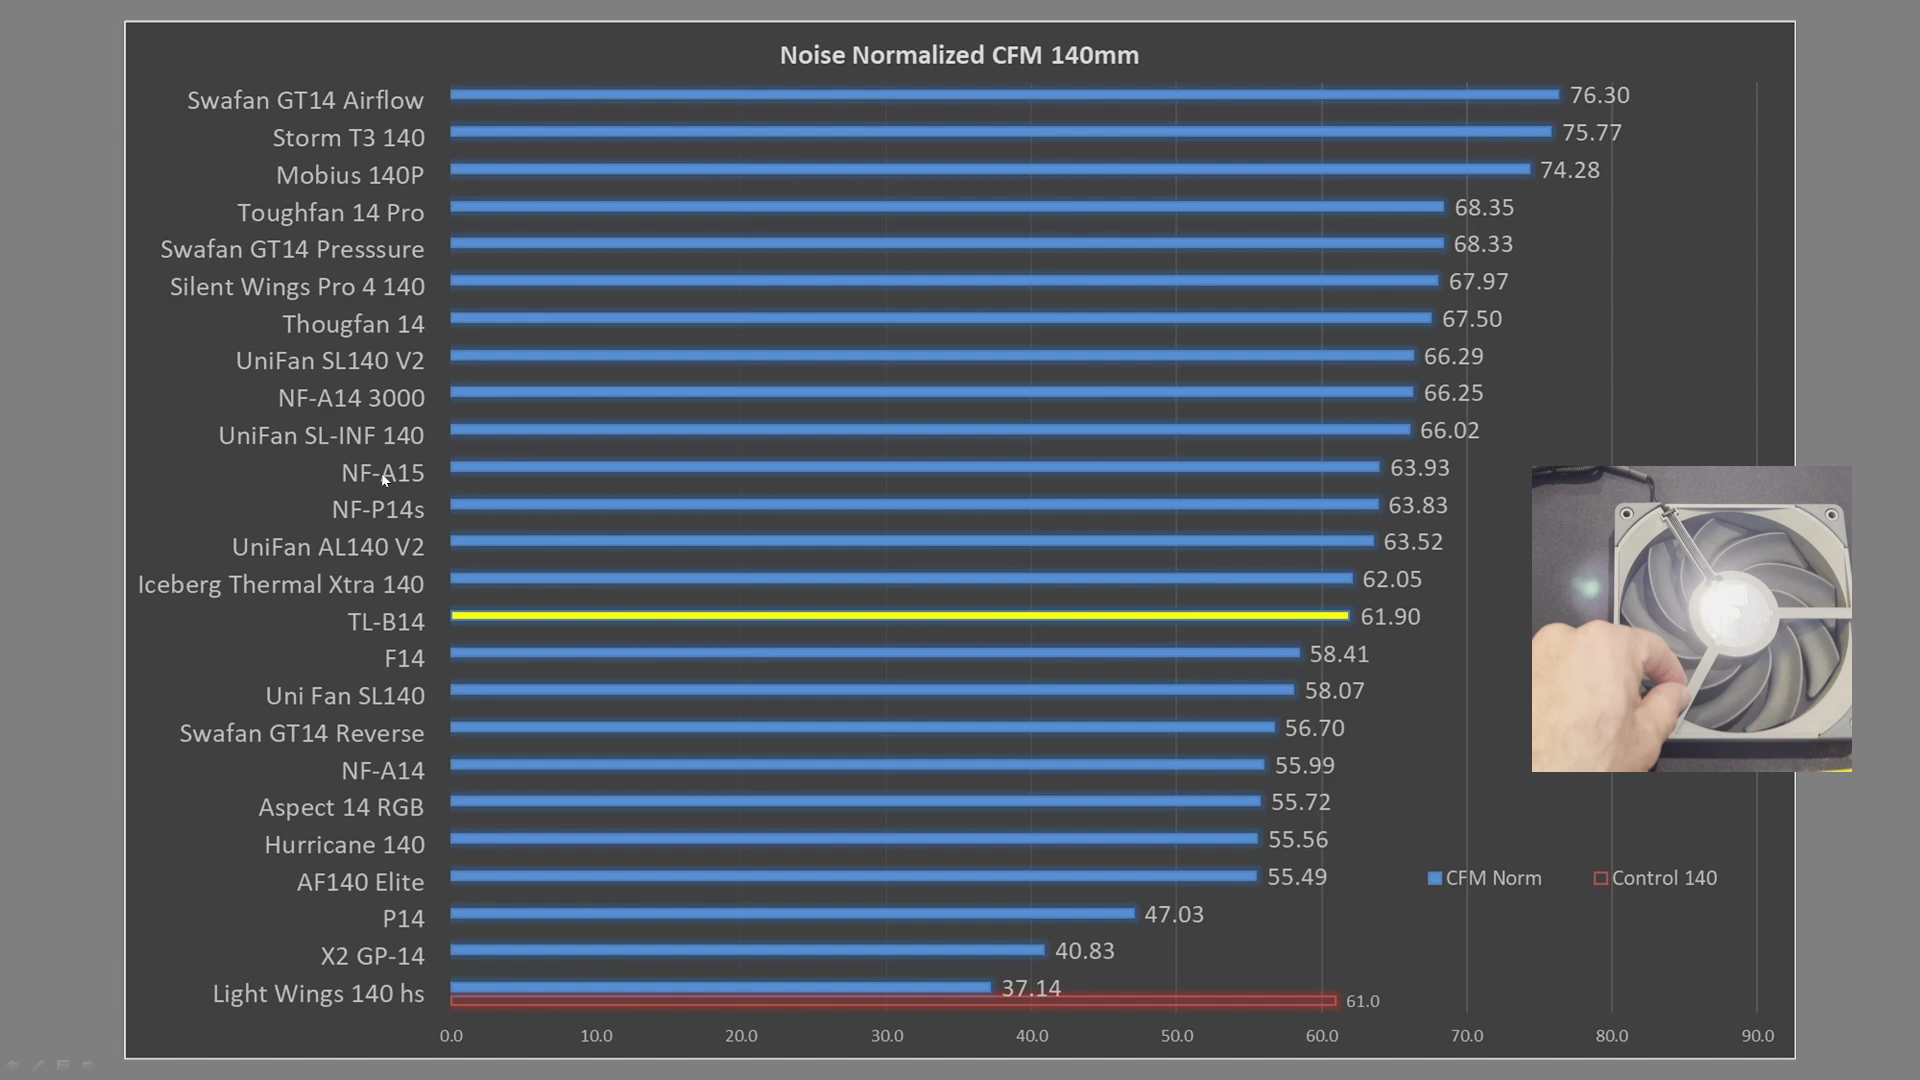 Noise Normalized CFM 140mm
Swafan GT14 Airflow 76.30
Storm T3 140 75.77
Mobius 140P 74.28
Toughfan 14 Pro 68.35
Swafan GT14 Presssure 68.33
Silent Wings Pro 4 140 67.97
Thougfan 14 67.50
UniFan SL140 V2 66.29
NF-A14 3000 66.25
UniFan SL-INF 140 66.02
NF-A15 63.93
NF-P14s 63.83
UniFan AL140 V2 63.52
Iceberg Thermal Xtra 140 62.05
TL-B14 61.90
F14 58.41
Uni Fan SL140 58.07
Swafan GT14 Reverse 56.70
NF-A14 55.99
Aspect 14 RGB 55.72
Hurricane 140 55.56
AF140 Elite 55.49
CFM Norm Control 140
P14 47.03
X2 GP-14 40.83
Light Wings 140 hs 37.14
61.0
0.0 10.0 20.0 30.0 40.0 50.0 60.0 70.0 80.0 90.0